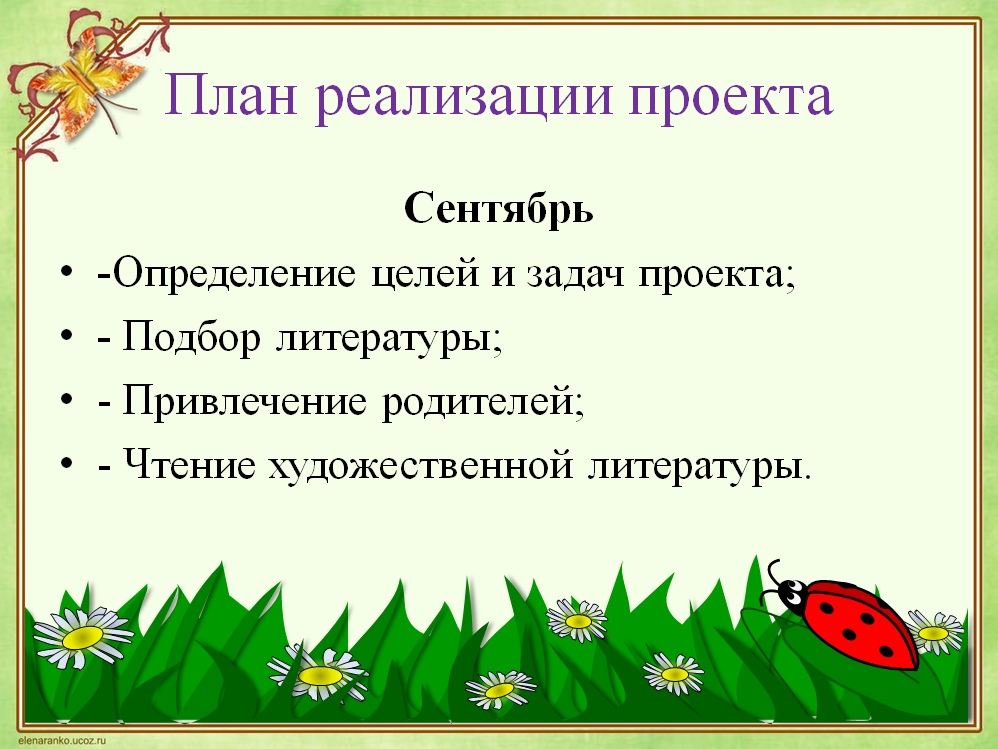 План реализации проекта
Сентябрь
• -Определение целей и задач проекта;
• - Подбор литературы;
• - Привлечение родителей;
• - Чтение художественной литературы.
elenaranko.ucoz.ru